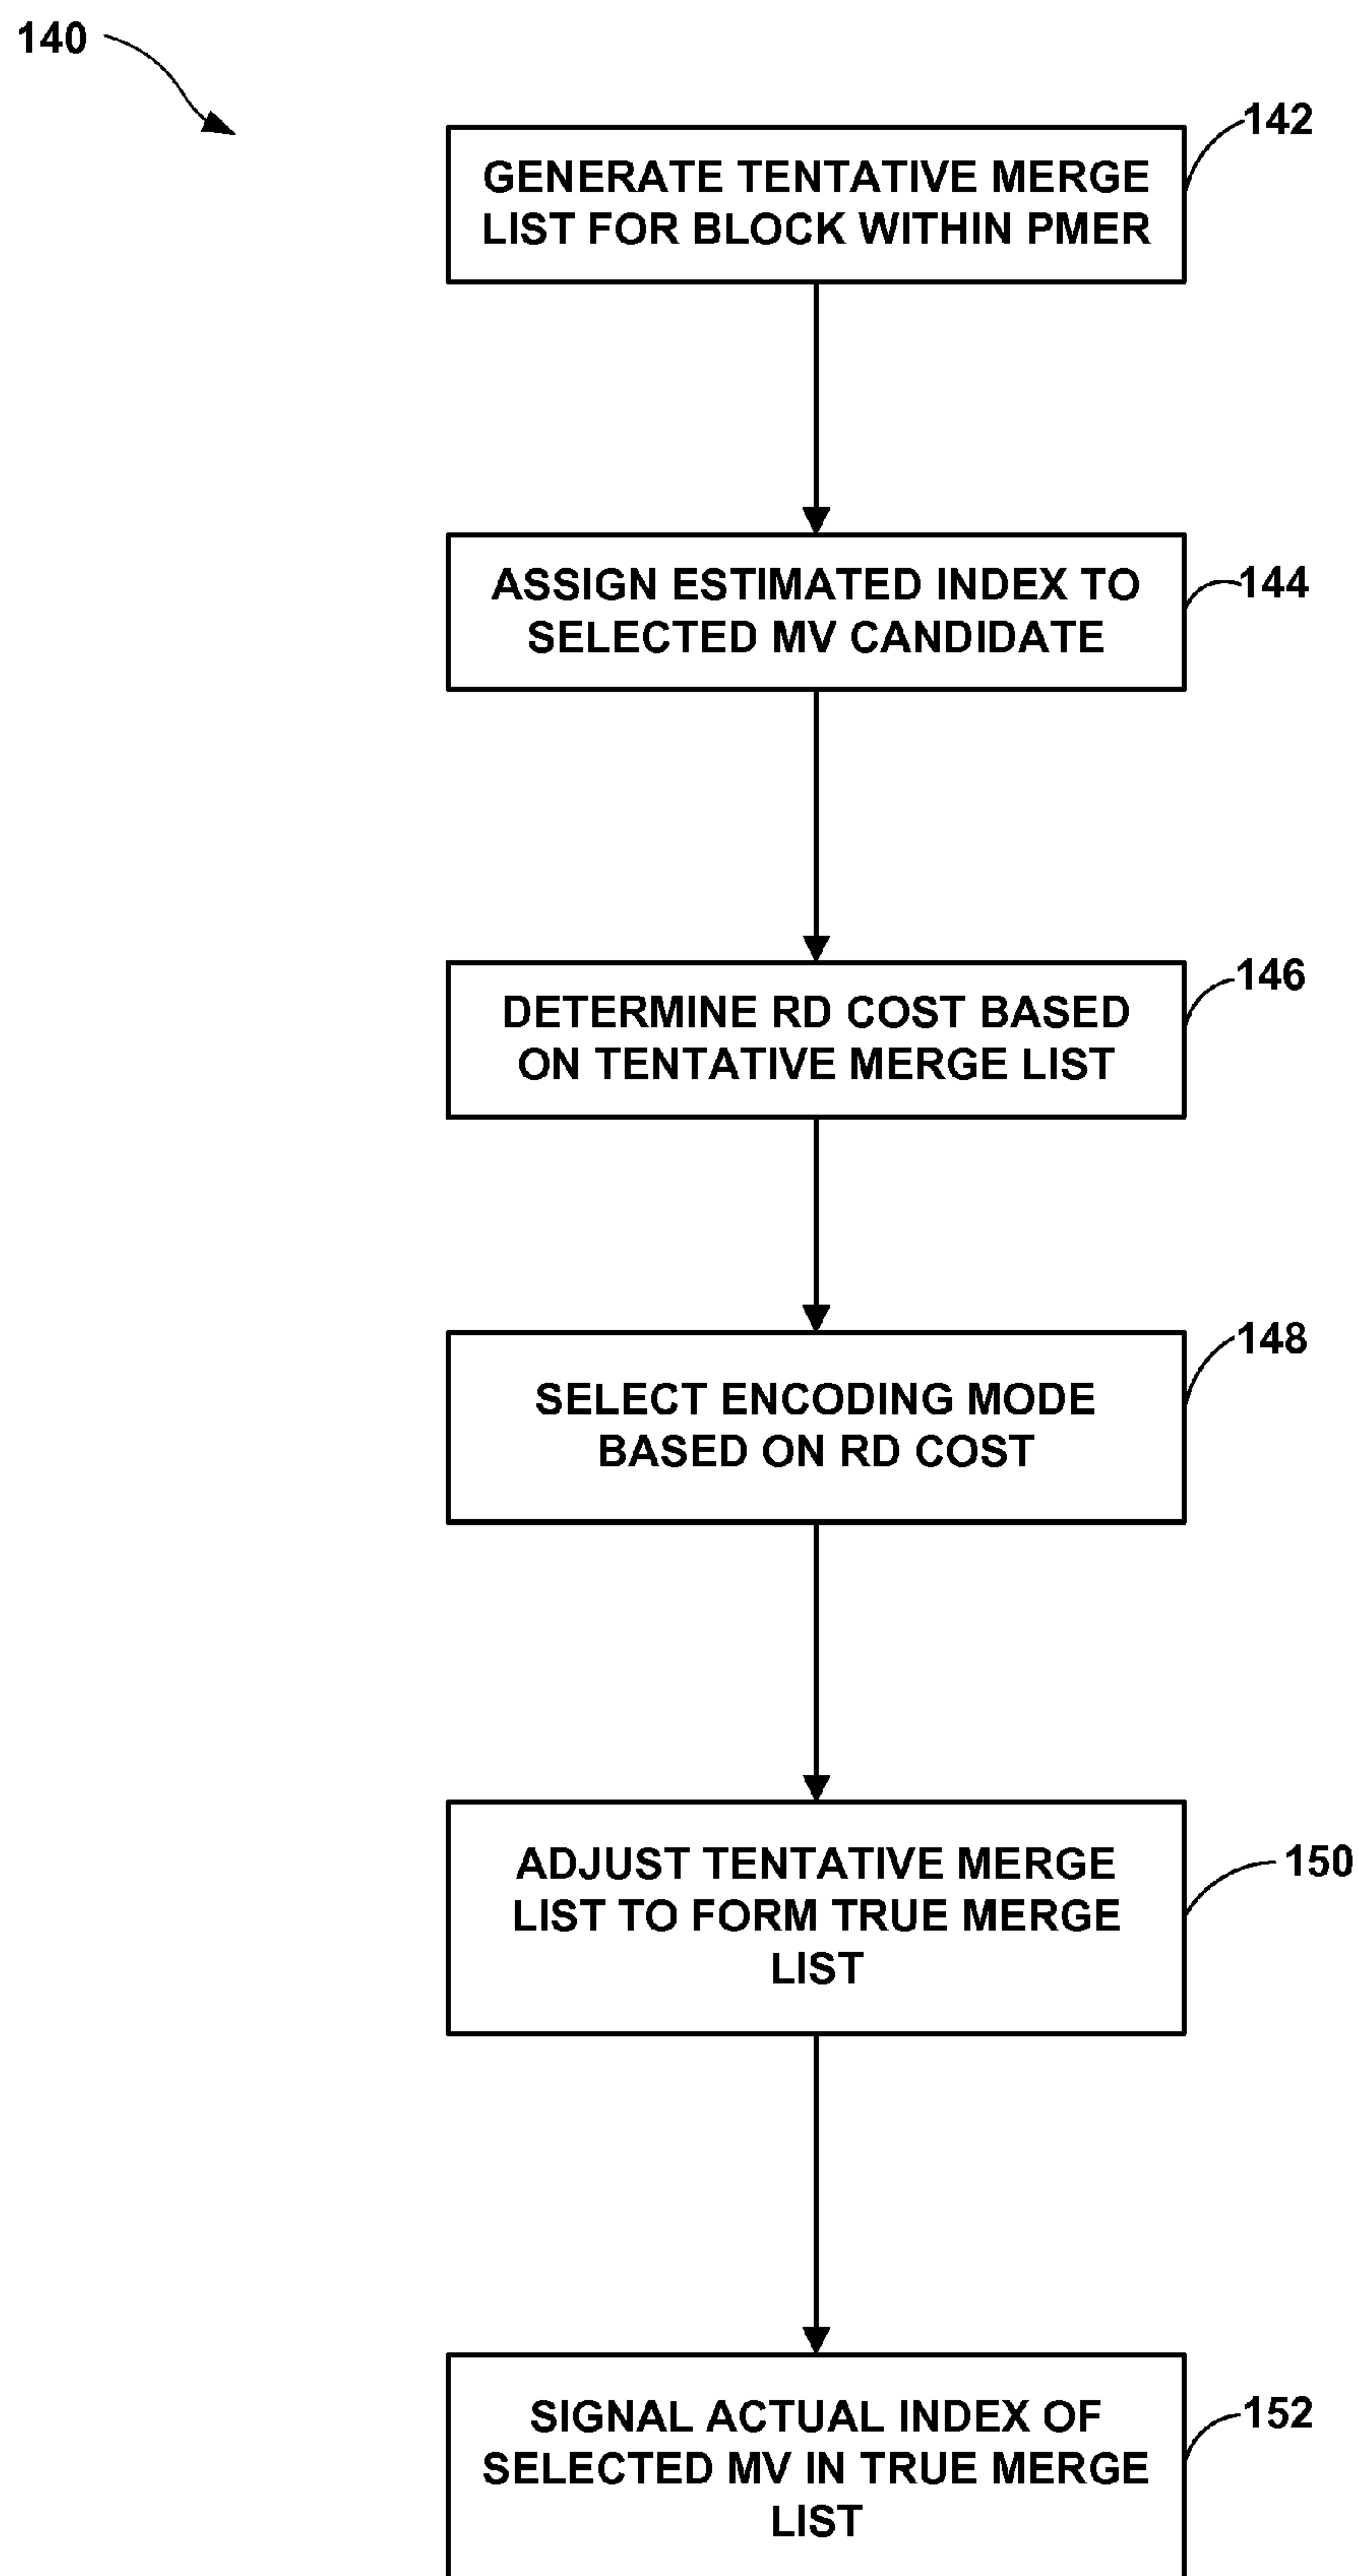 140
142
GENERATE TENTATIVE MERGE
LIST FOR BLOCK WITHIN PMER
144
ASSIGN ESTIMATED INDEX TO
SELECTED MV CANDIDATE
146
DETERMINE RD COST BASED
ON TENTATIVE MERGE LIST
148
SELECT ENCODING MODE
BASED ON RD COST
150
ADJUST TENTATIVE MERGE
LIST TO FORM TRUE MERGE
LIST
152
SIGNAL ACTUAL INDEX OF
SELECTED MV IN TRUE MERGE
LIST